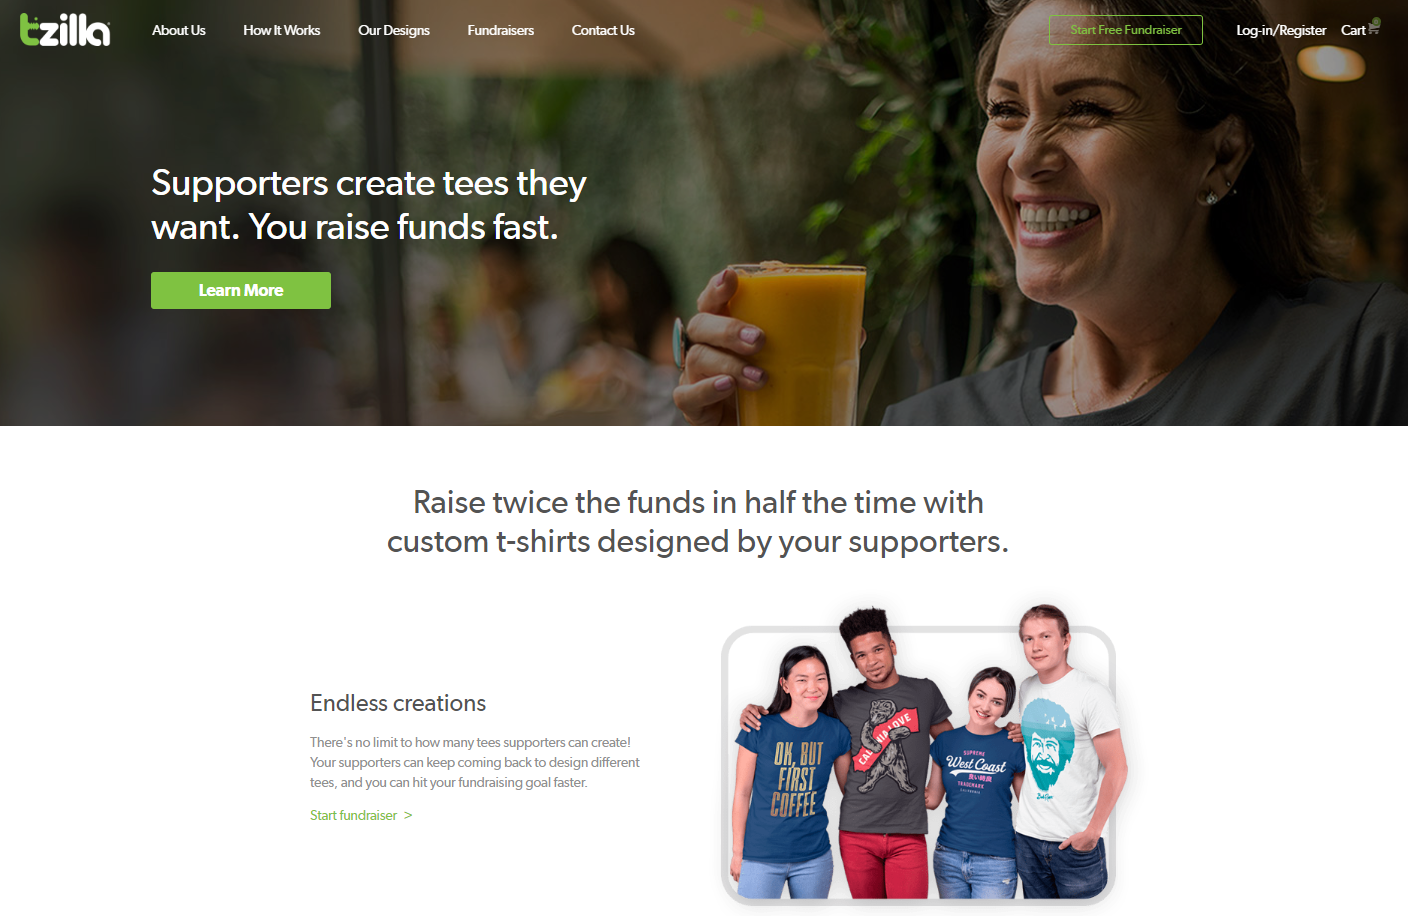 tzilla
About Us
How It Works
Our Designs
Fundraisers
Contact Us
Start Free Fundraiser
Log-in/Register
Cart
Supporters create tees they
want. You raise funds fast.
Learn More
Raise twice the funds in half the time with
custom t-shirts designed by your supporters.
Endless creations
There's no limit to how many tees supporters can create!
Your supporters can keep coming back to design different
tees, and you can hit your fundraising goal faster.
Start fundraiser >
OK, BUT
FIRST
COFFEE
LOVE
SUPREME
West Coast
TRADEMARK
CALIFORNIA